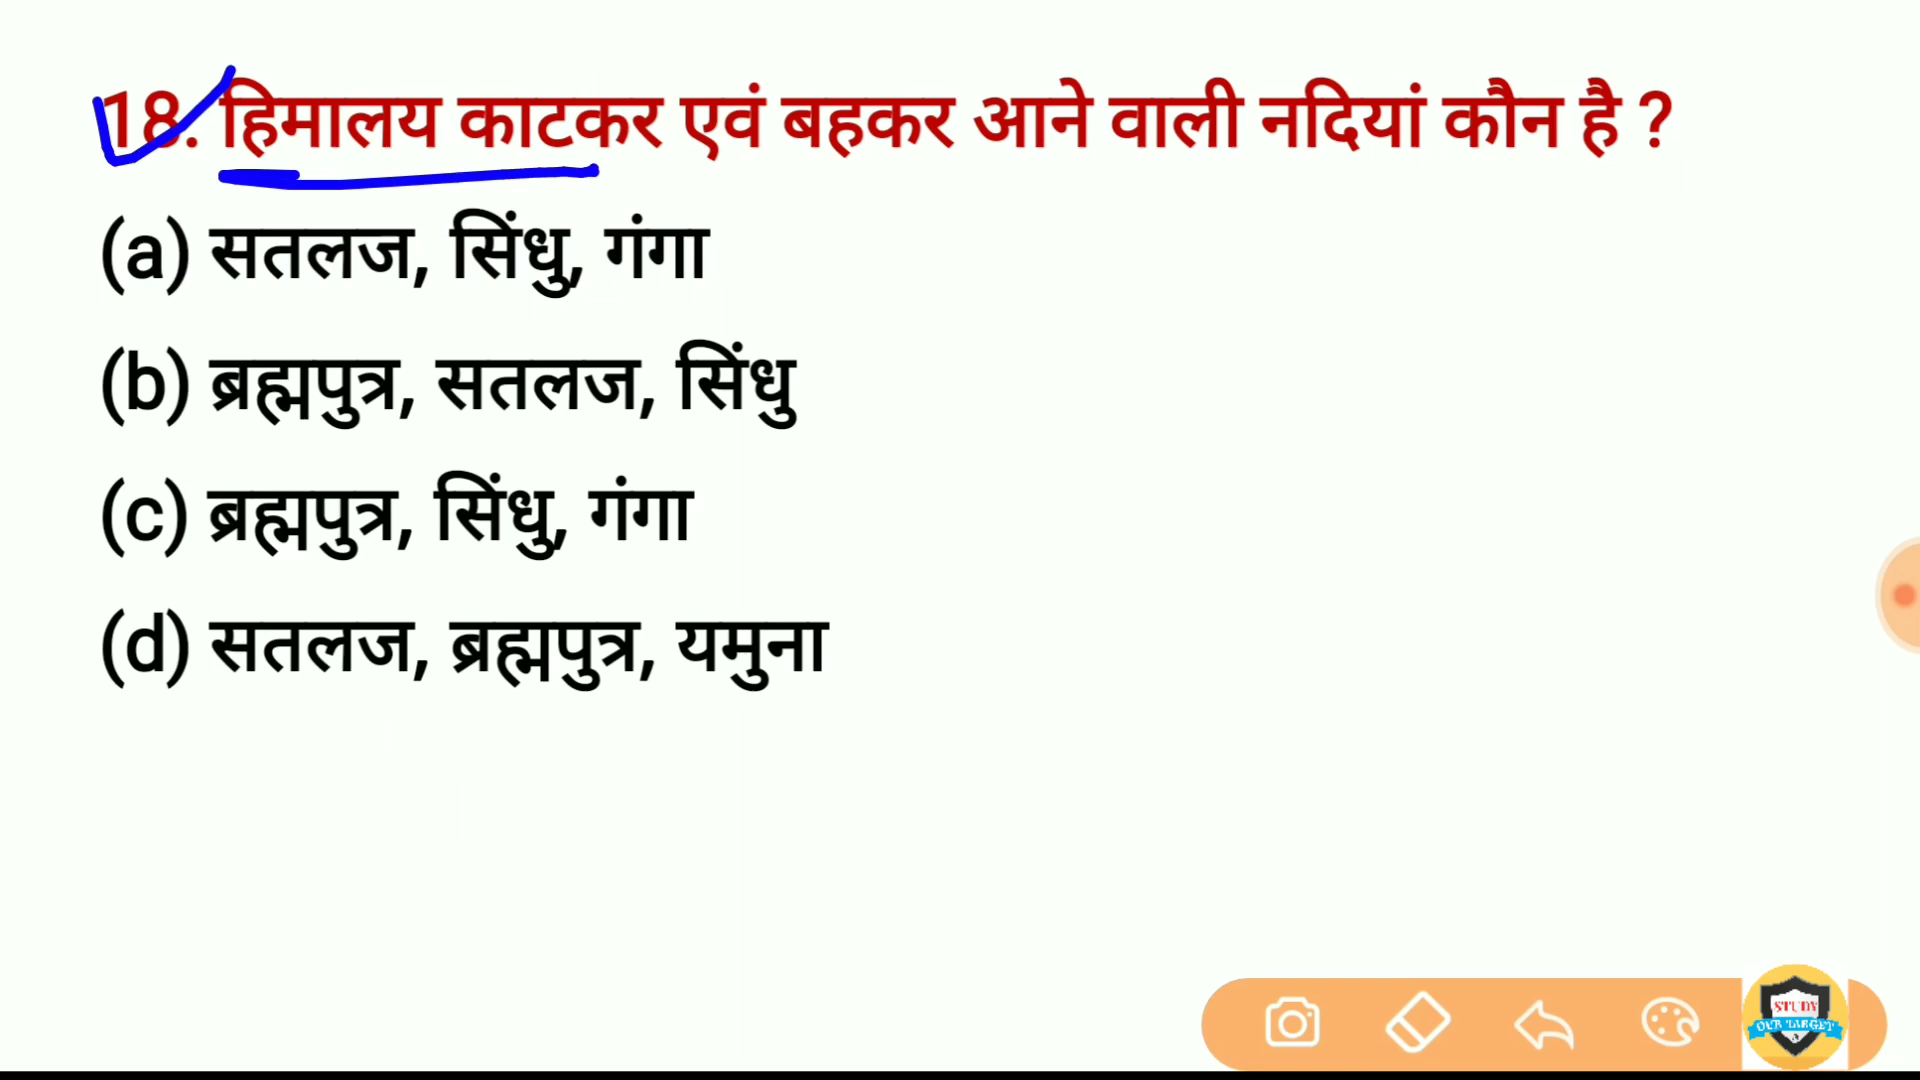 18. हिमालय काटकर एवं बहकर आने वाली नदियां कौन है ?
(a) सतलज, सिंधु, गंगा
(b) ब्रह्मपुत्र, सतलज, सिंधु
(c) ब्रह्मपुत्र, सिंधु, गंगा
(d) सतलज, ब्रह्मपुत्र, यमुना
STUDY
OUR TARGET